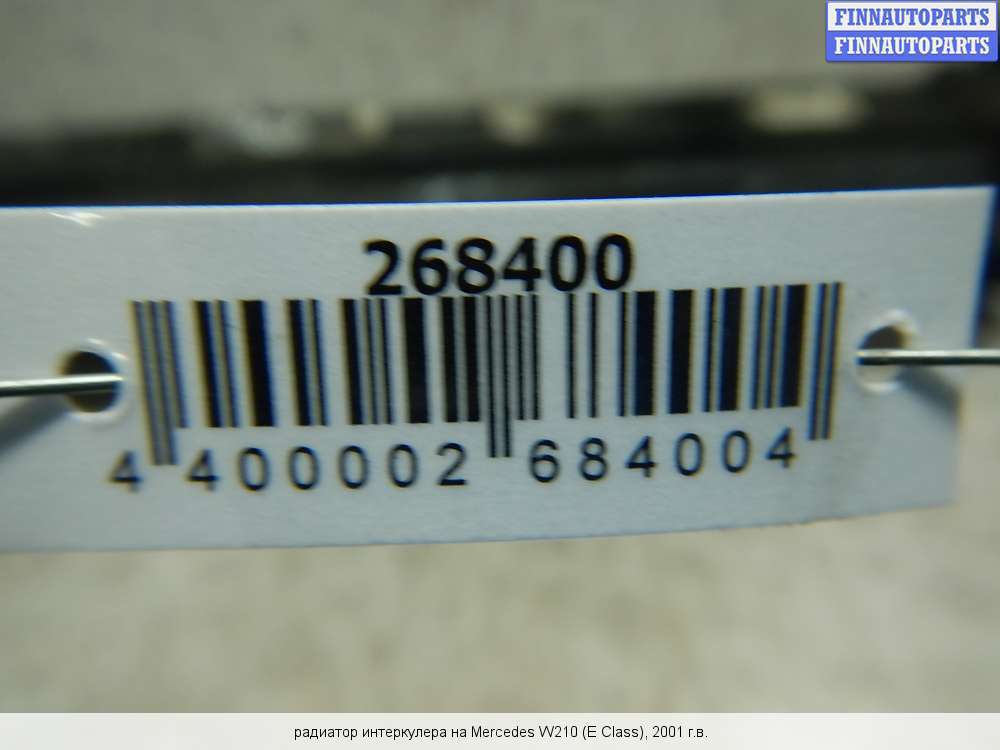 FINNAUTOPARTS
FINNAUTOPARTS
268400
4 400002 684004
радиатор интеркулера на Mercedes W210 (E Class), 2001 г.в.